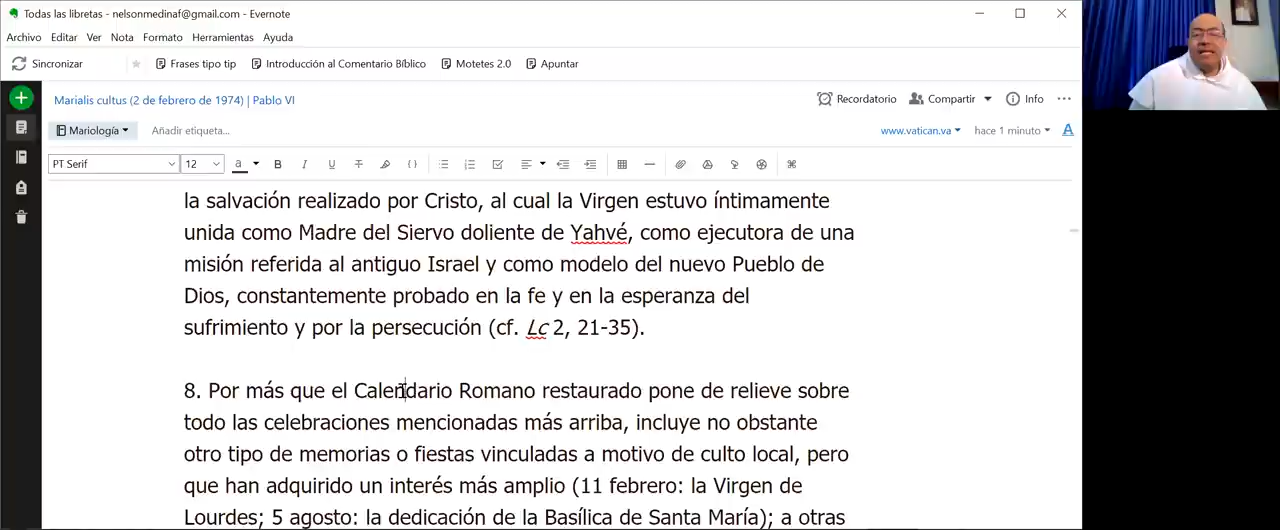 Todas las libretas - nelsonmedinaf@gmail.com - Evernote
Archivo Editar Ver Nota Formato Herramientas Ayuda
Sincronizar Frases tipo tip Introducción al Comentario Bíblico Motetes 2.0 Apuntar
Marialis cultus (2 de febrero de 1974) | Pablo VI Recordatorio Compartir Info
Mariología Añadir etiqueta... www.vatican.va hace 1 minuto A
PT Serif 12 a B I U T
la salvación realizado por Cristo, al cual la Virgen estuvo íntimamente
unida como Madre del Siervo doliente de Yahvé, como ejecutora de una
misión referida al antiguo Israel y como modelo del nuevo Pueblo de
Dios, constantemente probado en la fe y en la esperanza del
sufrimiento y por la persecución (cf. Lc 2, 21-35).
8. Por más que el Calendario Romano restaurado pone de relieve sobre
todo las celebraciones mencionadas más arriba, incluye no obstante
otro tipo de memorias o fiestas vinculadas a motivo de culto local, pero
que han adquirido un interés más amplio (11 febrero: la Virgen de
Lourdes; 5 agosto: la dedicación de la Basílica de Santa María); a otras